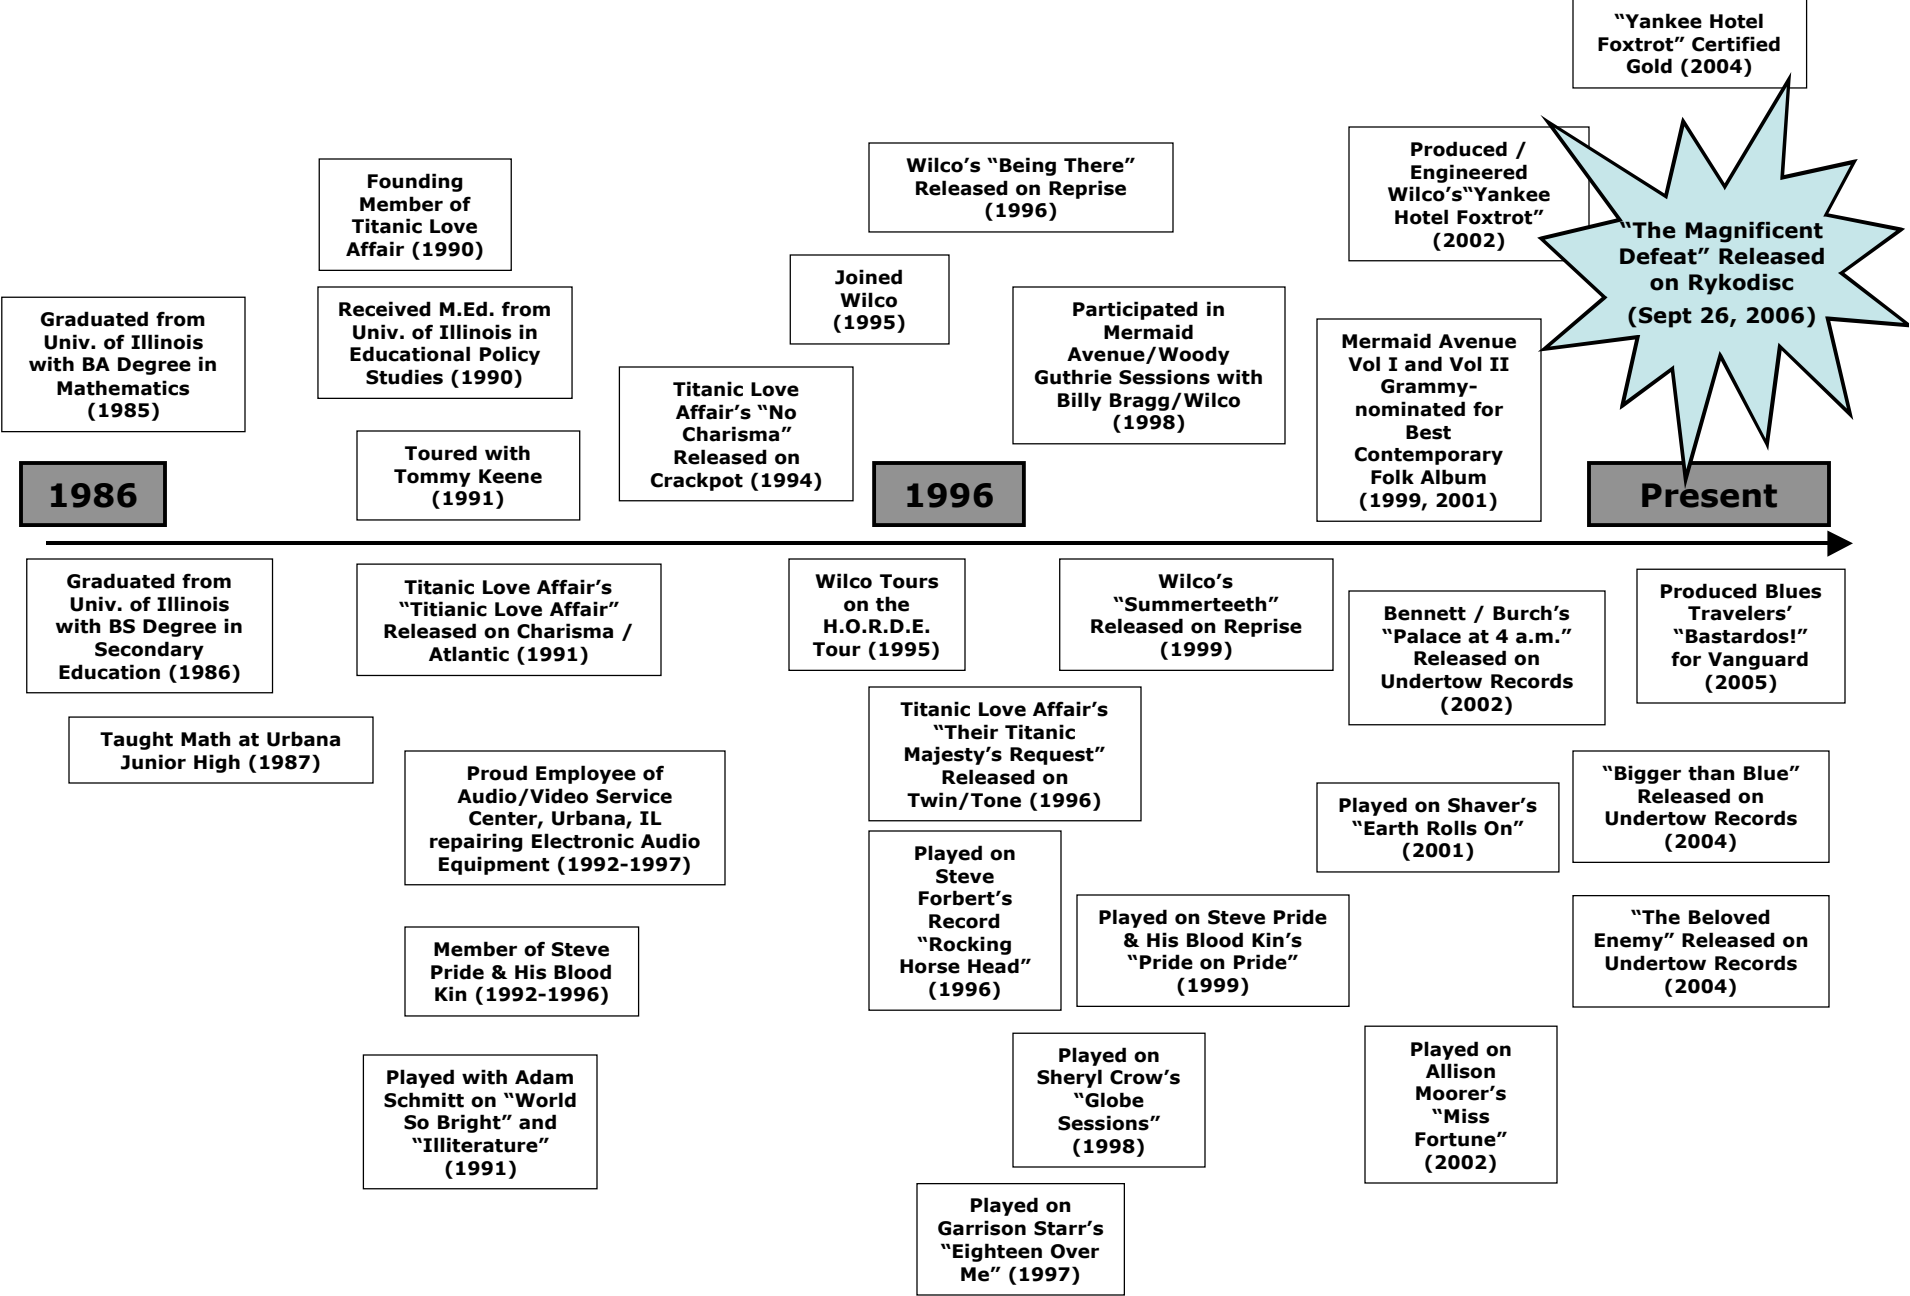 “Yankee Hotel
Foxtrot” Certified
Gold (2004)
Founding
Member of
Titanic Love
Affair (1990)
Wilco’s “Being There”
Released on Reprise
(1996)
Produced /
Engineered
Wilco’s“Yankee
Hotel Foxtrot”
(2002)
“The Magnificent
Defeat” Released
on Rykodisc
(Sept 26, 2006)
Graduated from
Univ. of Illinois
with BA Degree in
Mathematics
(1985)
Received M.Ed. from
Univ. of Illinois in
Educational Policy
Studies (1990)
Joined
Wilco
(1995)
Participated in
Mermaid
Avenue/Woody
Guthrie Sessions with
Billy Bragg/Wilco
(1998)
Mermaid Avenue
Vol I and Vol II
Grammy-
nominated for
Best
Contemporary
Folk Album
(1999, 2001)
Titanic Love
Affair’s “No
Charisma”
Released on
Crackpot (1994)
Toured with
Tommy Keene
(1991)
1986
1996
Present
Graduated from
Univ. of Illinois
with BS Degree in
Secondary
Education (1986)
Titanic Love Affair’s
“Titianic Love Affair”
Released on Charisma /
Atlantic (1991)
Wilco Tours
on the
H.O.R.D.E.
Tour (1995)
Wilco’s
“Summerteeth”
Released on Reprise
(1999)
Bennett / Burch’s
“Palace at 4 a.m.”
Released on
Undertow Records
(2002)
Produced Blues
Travelers’
“Bastardos!”
for Vanguard
(2005)
Taught Math at Urbana
Junior High (1987)
Titanic Love Affair’s
“Their Titanic
Majesty’s Request”
Released on
Twin/Tone (1996)
Proud Employee of
Audio/Video Service
Center, Urbana, IL
repairing Electronic Audio
Equipment (1992-1997)
Played on Shaver’s
“Earth Rolls On”
(2001)
“Bigger than Blue”
Released on
Undertow Records
(2004)
Played on
Steve
Forbert’s
Record
“Rocking
Horse Head”
(1996)
Played on Steve Pride
& His Blood Kin’s
“Pride on Pride”
(1999)
“The Beloved
Enemy” Released on
Undertow Records
(2004)
Member of Steve
Pride & His Blood
Kin (1992-1996)
Played with Adam
Schmitt on “World
So Bright” and
“Illiterature”
(1991)
Played on
Sheryl Crow’s
“Globe
Sessions”
(1998)
Played on
Allison
Moorer’s
“Miss
Fortune”
(2002)
Played on
Garrison Starr’s
“Eighteen Over
Me” (1997)